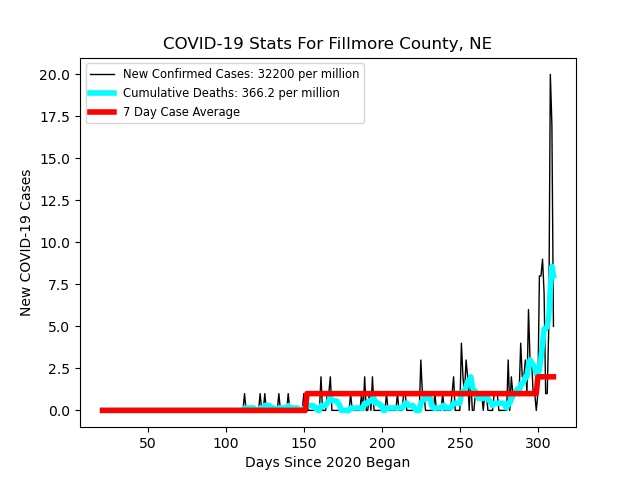 COVID-19 Stats For Fillmore County, NE
New Confirmed Cases: 32200 per million
Cumulative Deaths: 366.2 per million
7 Day Case Average
20.0
17.5
15.0
12.5
10.0
7.5
5.0
2.5
0.0
New COVID-19 Cases
50 100 150 200 250 300
Days Since 2020 Began